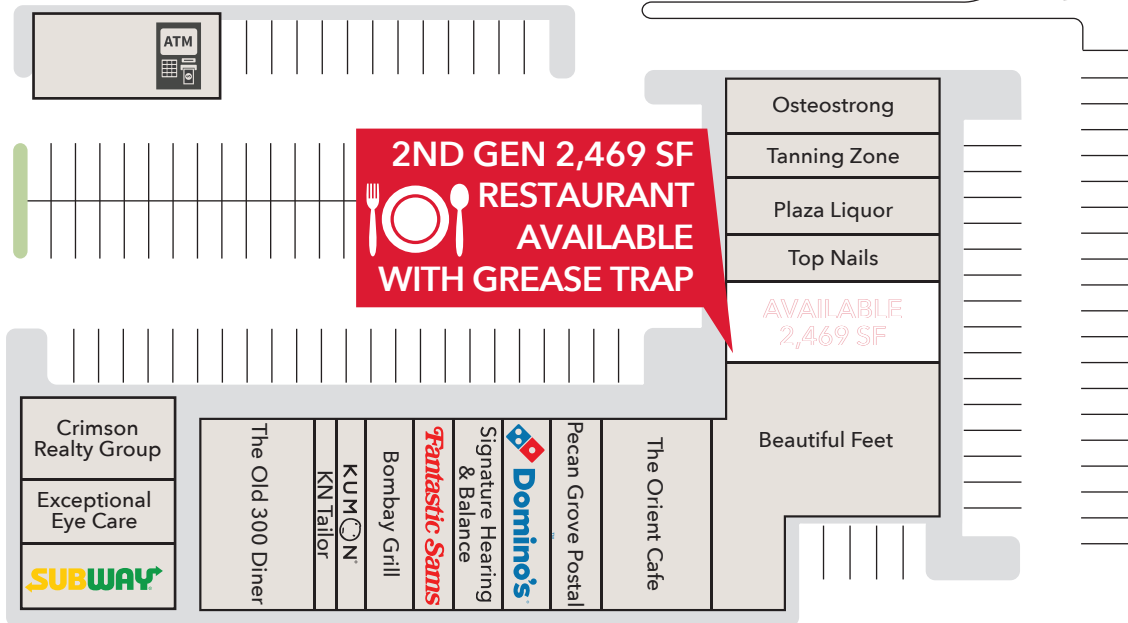 ATM
2ND GEN 2,469 SF
RESTAURANT
AVAILABLE
WITH GREASE TRAP
Osteostrong
Tanning Zone
Plaza Liquor
Top Nails
AVAILABLE
2,469 SF
Beautiful Feet
Crimson
Realty Group
Exceptional
Eye Care
SUBWAY
The Old 300 Diner
KN Tailor
KUMON
Bombay Grill
Fantastic Sams
Signature Hearing
& Balance
Domino's
Pecan Grove Postal
The Orient Cafe